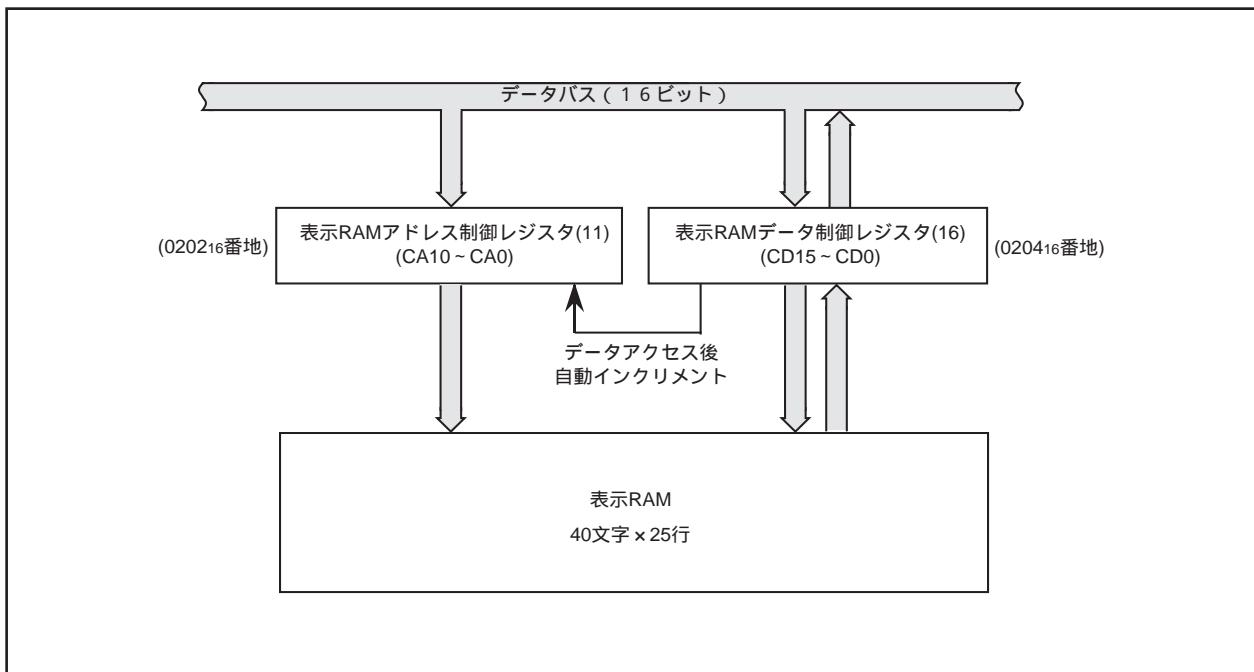 データバス(16ビット)
(0202₁₆番地)
表示RAMアドレス制御レジスタ(11)
(CA10~CA0)
表示RAMデータ制御レジスタ(16)
(CD15~CD0)
(0204₁₆番地)
データアクセス後
自動インクリメント
表示RAM
40文字×25行